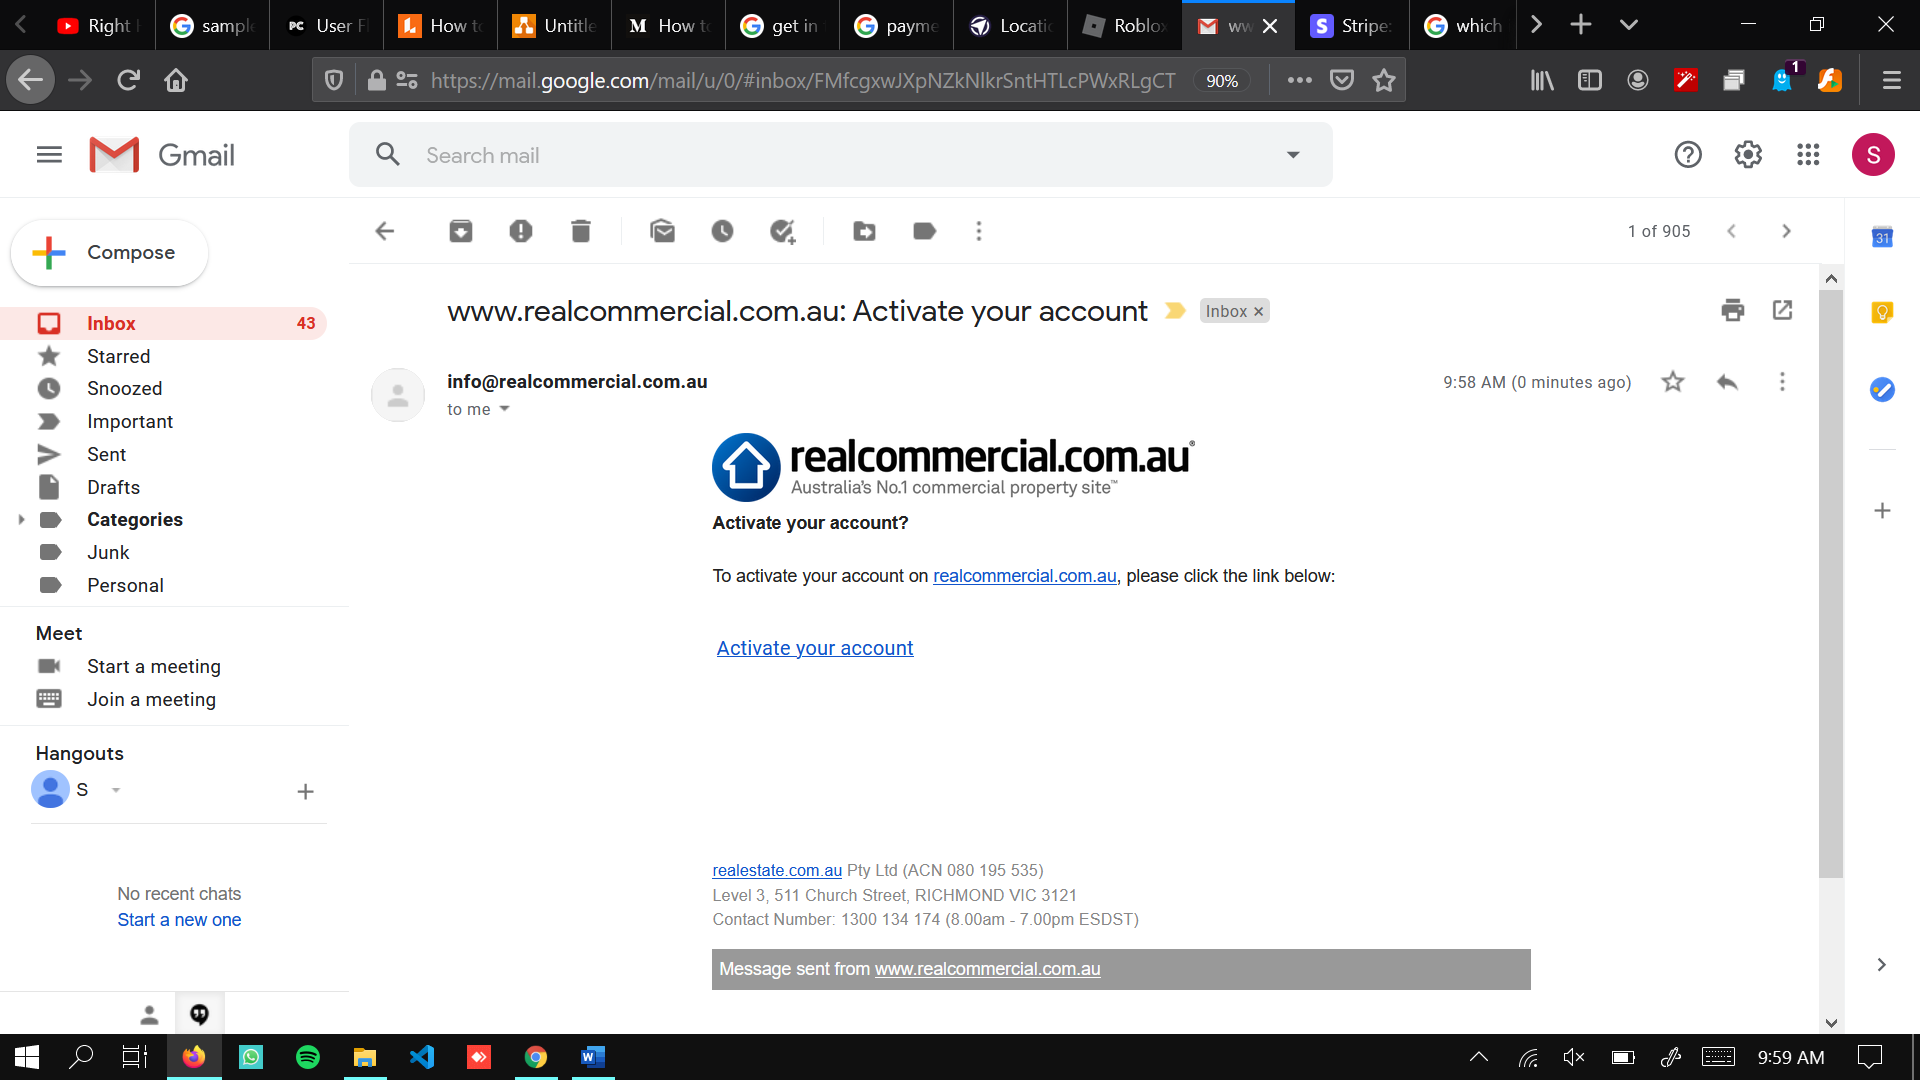 Right
sample
PC User Fl
How to
Untitle
M How to
get in
payme
Locatio
Roblox
ww
S Stripe:
which
https://mail.google.com/mail/u/0/#inbox/FMfcgxwJXpNZkNlkrSntHTLcPWxRLgCT
90%
1
Gmail
Search mail
S
Compose
1 of 905
31
Inbox 43
Starred
Snoozed
Important
Sent
Drafts
Categories
Junk
Personal
Meet
Start a meeting
Join a meeting
Hangouts
S
No recent chats
Start a new one
www.realcommercial.com.au: Activate your account
Inbox ×
info@realcommercial.com.au
9:58 AM (0 minutes ago)
to me
realcommercial.com.au®
Australia's No.1 commercial property site™
Activate your account?
To activate your account on realcommercial.com.au, please click the link below:
Activate your account
realestate.com.au Pty Ltd (ACN 080 195 535)
Level 3, 511 Church Street, RICHMOND VIC 3121
Contact Number: 1300 134 174 (8.00am - 7.00pm ESDST)
Message sent from www.realcommercial.com.au
9:59 AM